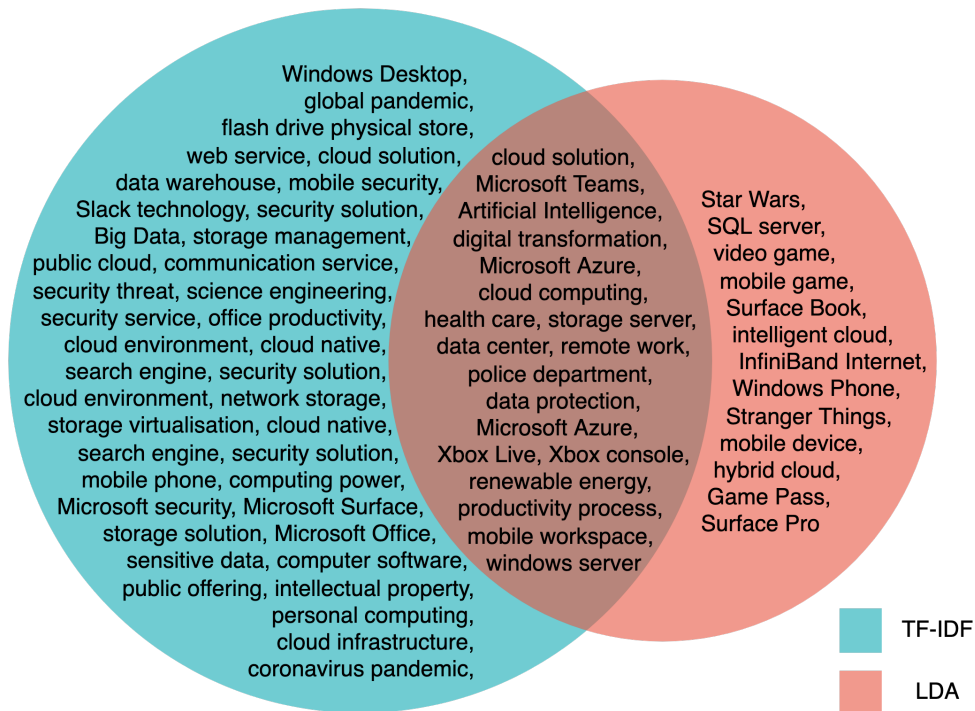 Windows Desktop,
global pandemic,
flash drive physical store,
web service, cloud solution,
data warehouse, mobile security,
Slack technology, security solution,
Big Data, storage management,
public cloud, communication service,
security threat, science engineering,
security service, office productivity,
cloud environment, cloud native,
search engine, security solution,
cloud environment, network storage,
storage virtualisation, cloud native,
search engine, security solution,
mobile phone, computing power,
Microsoft security, Microsoft Surface,
storage solution, Microsoft Office,
sensitive data, computer software,
public offering, intellectual property,
personal computing,
cloud infrastructure,
coronavirus pandemic,
cloud solution,
Microsoft Teams,
Artificial Intelligence,
digital transformation,
Microsoft Azure,
cloud computing,
health care, storage server,
data center, remote work,
police department,
data protection,
Microsoft Azure,
Xbox Live, Xbox console,
renewable energy,
productivity process,
mobile workspace,
windows server
Star Wars,
SQL server,
video game,
mobile game,
Surface Book,
intelligent cloud,
InfiniBand Internet,
Windows Phone,
Stranger Things,
mobile device,
hybrid cloud,
Game Pass,
Surface Pro
TF-IDF
LDA